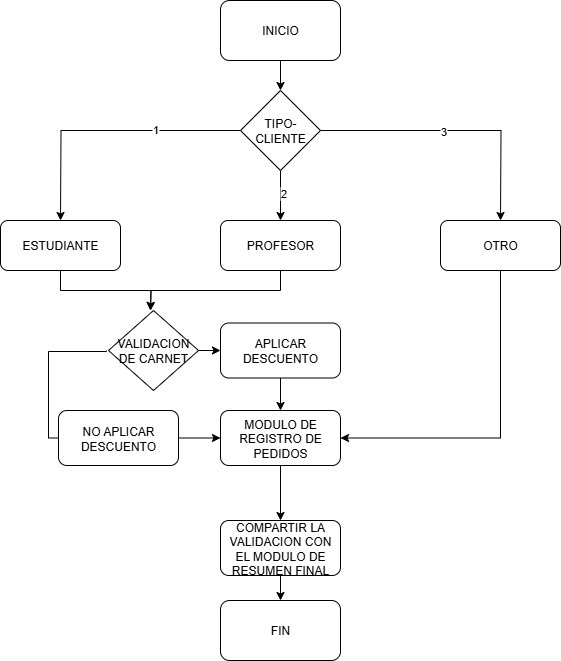 INICIO
TIPO-
CLIENTE
1
3
2
ESTUDIANTE
PROFESOR
OTRO
VALIDACION
DE CARNET
APLICAR
DESCUENTO
NO APLICAR
DESCUENTO
MODULO DE
REGISTRO DE
PEDIDOS
COMPARTIR LA
VALIDACION CON
EL MODULO DE
RESUMEN FINAL
FIN